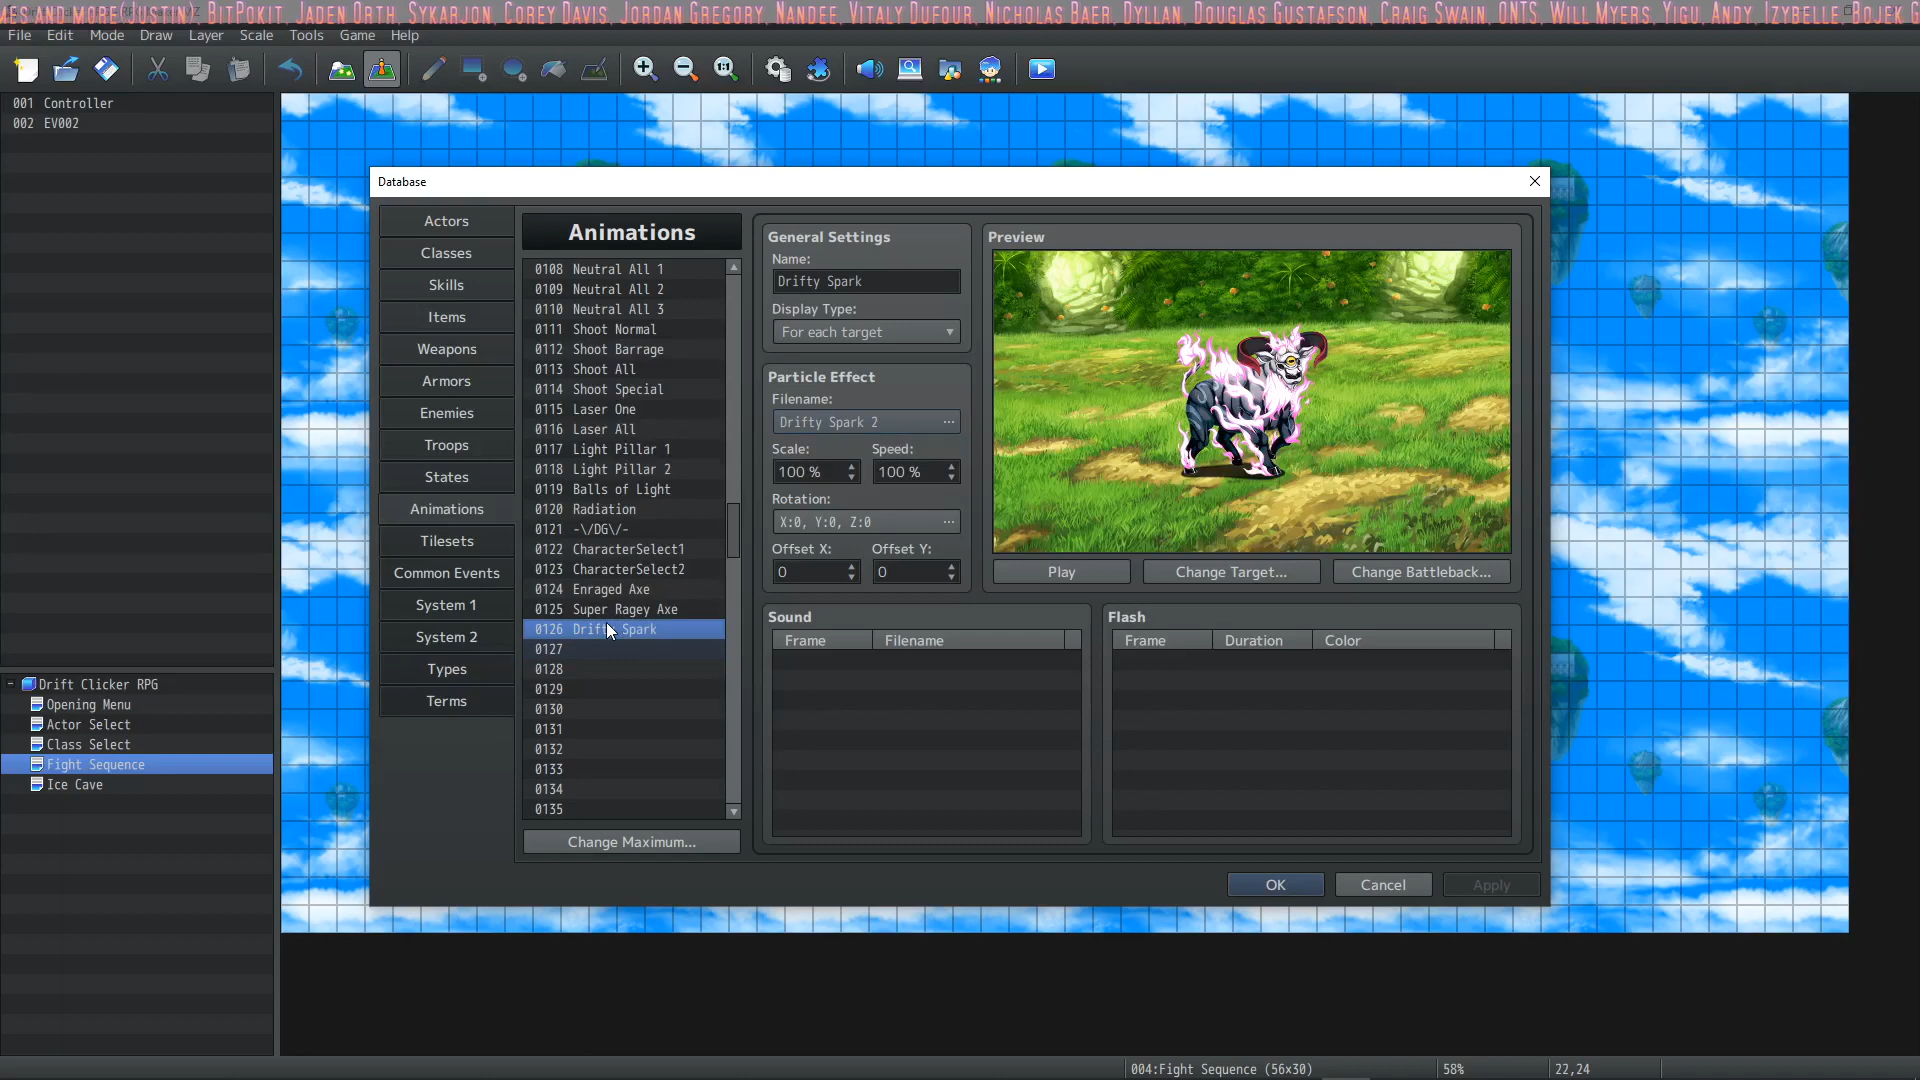 ES + 1 MORE (CUSTOM) BITPOKIT, JADEN ORTH, SYKARJON, COREY DAVIS, JORDAN GREGORY, NANDEE, VITALY DUFOUR, NICHOLAS BAER, DYLLAN, DOUGLAS GUSTAFSON, CRAIG SWAIN, ONTS, WILL MYERS, YIGU, ANDY, IZYBELLE, BOJEK G
File Edit Mode Draw Layer Scale Tools Game Help
001 Controller
002 EV002
Drift Clicker RPG
Opening Menu
Actor Select
Class Select
Fight Sequence
Ice Cave
Database
Actors
Classes
Skills
Items
Weapons
Armors
Enemies
Troops
States
Animations
Tilesets
Common Events
System 1
System 2
Types
Terms
Animations
0108 Neutral All 1
0109 Neutral All 2
0110 Neutral All 3
0111 Shoot Normal
0112 Shoot Barrage
0113 Shoot All
0114 Shoot Special
0115 Laser One
0116 Laser All
0117 Light Pillar 1
0118 Light Pillar 2
0119 Balls of Light
0120 Radiation
0121 -\/DG\/-
0122 CharacterSelect1
0123 CharacterSelect2
0124 Enraged Axe
0125 Super Ragey Axe
0126 Drifty Spark
0127
0128
0129
0130
0131
0132
0133
0134
0135
Change Maximum...
General Settings
Name:
Drifty Spark
Display Type:
For each target
Particle Effect
Filename:
Drifty Spark 2 ...
Scale: Speed:
100 % 100 %
Rotation:
X:0, Y:0, Z:0 ...
Offset X: Offset Y:
0 0
Preview
Play Change Target... Change Battleback...
Sound
Frame Filename
Flash
Frame Duration Color
OK Cancel Apply
004:Fight Sequence (56x30) 58% 22,24